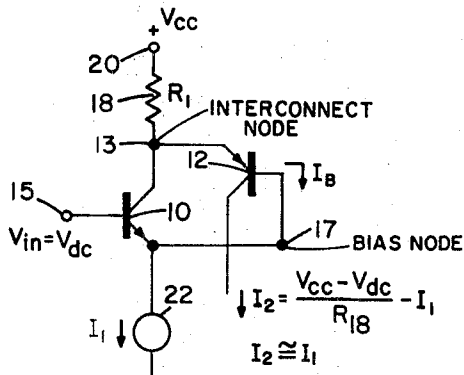 + Vcc
20
18 R₁
INTERCONNECT
NODE
13
12
I_B
15
10
17
Vin=Vdc
BIAS NODE
22
I₁
I₂ = (Vcc − Vdc) / R₁₈ − I₁
I₂ ≅ I₁